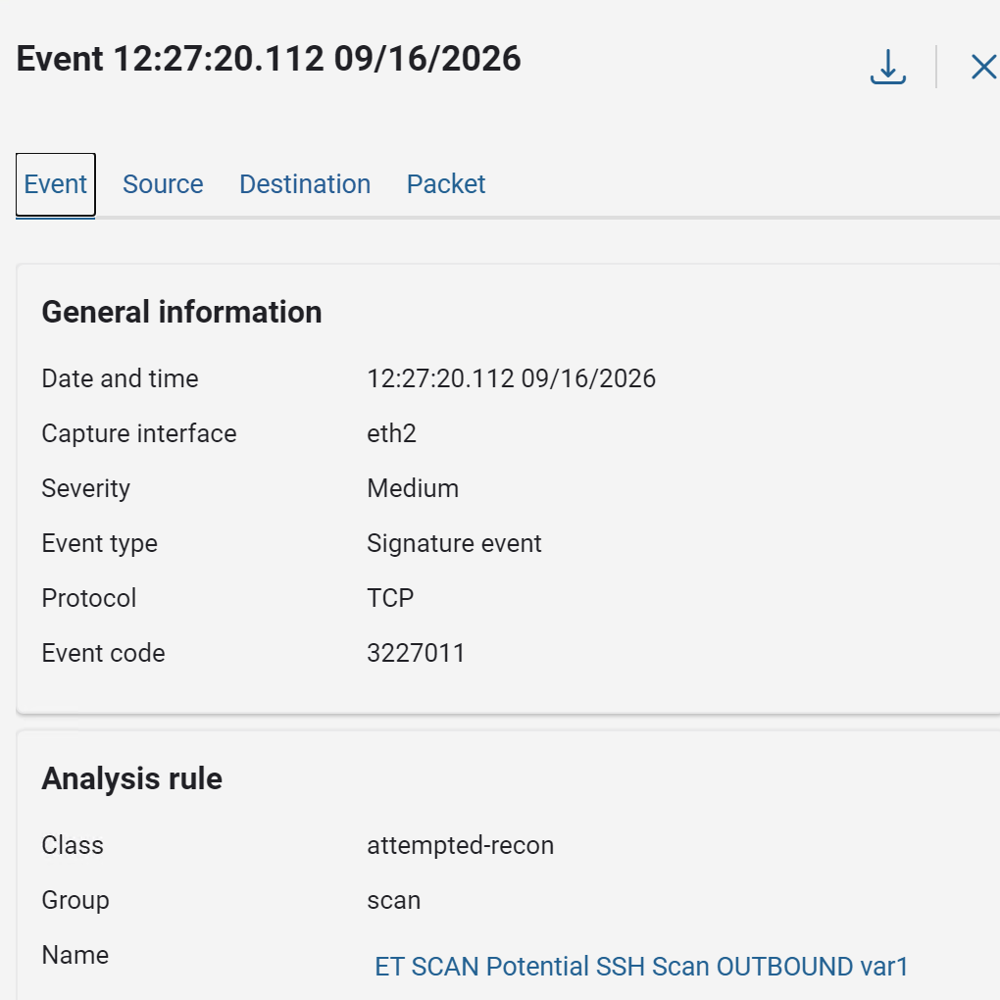 Event 12:27:20.112 09/16/2026
Event Source Destination Packet
General information
Date and time 12:27:20.112 09/16/2026
Capture interface eth2
Severity Medium
Event type Signature event
Protocol TCP
Event code 3227011
Analysis rule
Class attempted-recon
Group scan
Name ET SCAN Potential SSH Scan OUTBOUND var1